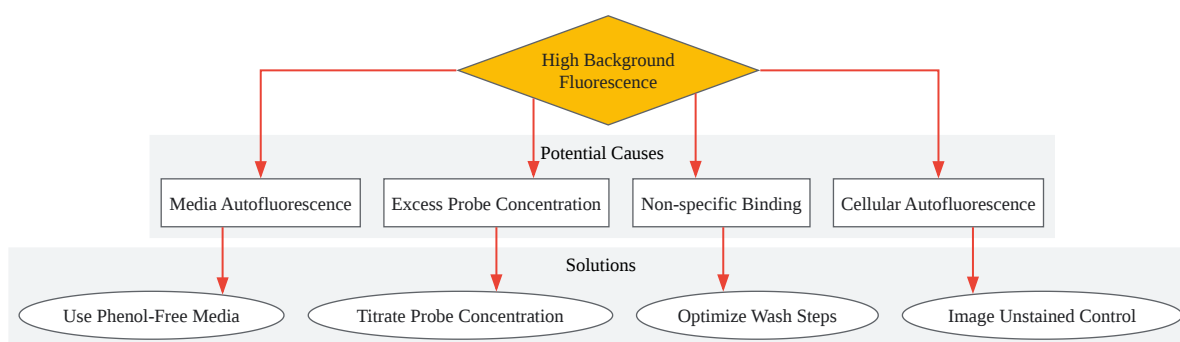 High Background
Fluorescence
Potential Causes
Media Autofluorescence
Excess Probe Concentration
Non-specific Binding
Cellular Autofluorescence
Solutions
Use Phenol-Free Media
Titrate Probe Concentration
Optimize Wash Steps
Image Unstained Control